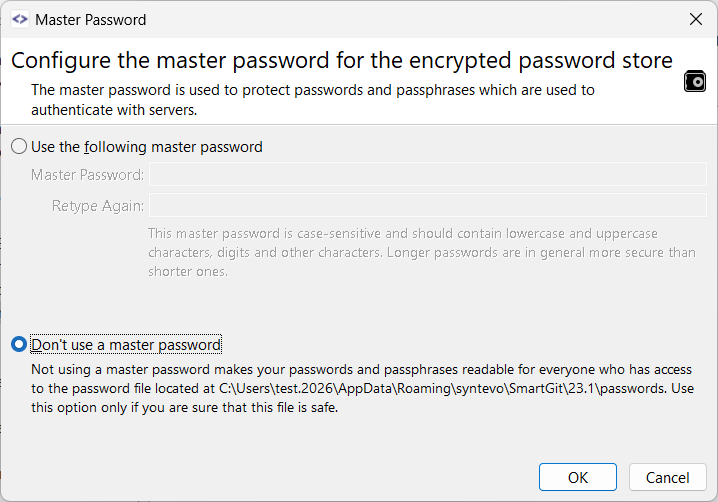 Master Password
Configure the master password for the encrypted password store
The master password is used to protect passwords and passphrases which are used to
authenticate with servers.
Use the following master password
Master Password:
Retype Again:
This master password is case-sensitive and should contain lowercase and uppercase
characters, digits and other characters. Longer passwords are in general more secure than
shorter ones.
Don't use a master password
Not using a master password makes your passwords and passphrases readable for everyone who has access
to the password file located at C:\Users\test.2026\AppData\Roaming\syntevo\SmartGit\23.1\passwords. Use
this option only if you are sure that this file is safe.
OK
Cancel